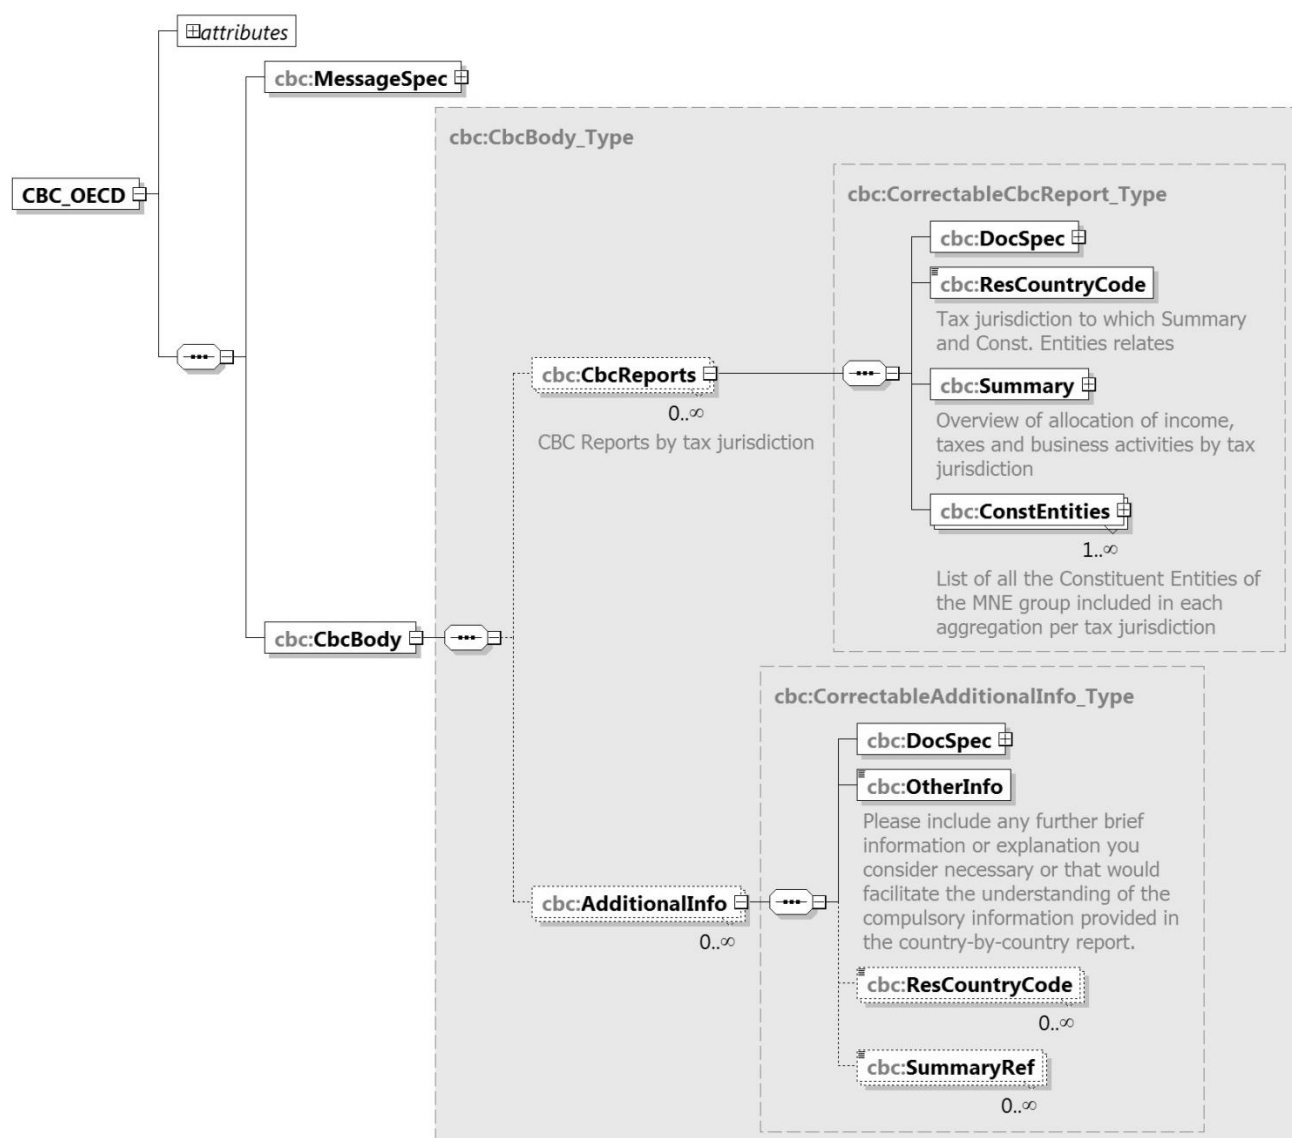 attributes
cbc:MessageSpec
cbc:CbcBody_Type
CBC_OECD
cbc:CorrectableCbcReport_Type
cbc:DocSpec
cbc:ResCountryCode
Tax jurisdiction to which Summary
and Const. Entities relates
cbc:CbcReports
0..∞
CBC Reports by tax jurisdiction
cbc:Summary
Overview of allocation of income,
taxes and business activities by tax
jurisdiction
cbc:ConstEntities
1..∞
List of all the Constituent Entities of
the MNE group included in each
aggregation per tax jurisdiction
cbc:CbcBody
cbc:CorrectableAdditionalInfo_Type
cbc:DocSpec
cbc:OtherInfo
Please include any further brief
information or explanation you
consider necessary or that would
facilitate the understanding of the
compulsory information provided in
the country-by-country report.
cbc:AdditionalInfo
0..∞
cbc:ResCountryCode
0..∞
cbc:SummaryRef
0..∞